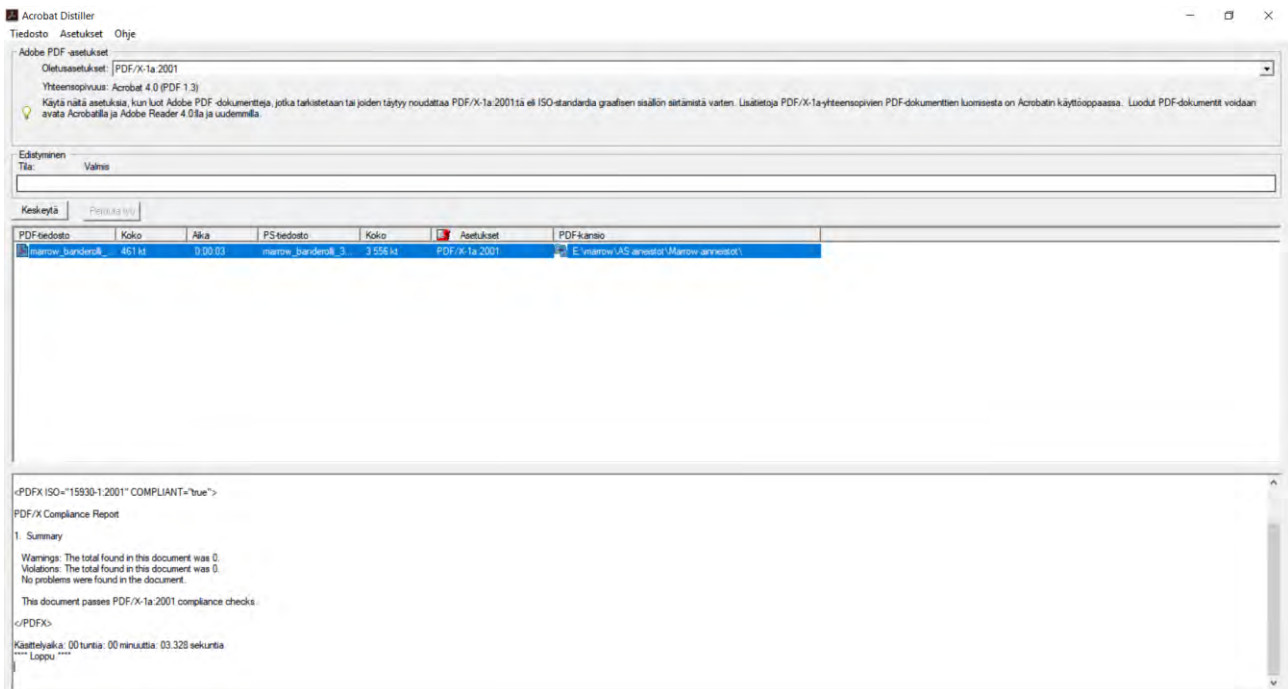 Acrobat Distiller
Tiedosto Asetukset Ohje
Adobe PDF -asetukset
Oletusasetukset: PDF/X-1a:2001
Yhteensopivuus: Acrobat 4.0 (PDF 1.3)
Käytä näitä asetuksia, kun luot Adobe PDF -dokumentteja, jotka tarkistetaan tai joiden täytyy noudattaa PDF/X-1a:2001:tä eli ISO-standardia graafisen sisällön siirtämistä varten. Lisätietoja PDF/X-1a-yhteensopivien PDF-dokumenttien luomisesta on Acrobatin käyttöoppaassa. Luodut PDF-dokumentit voidaan
avata Acrobatilla ja Adobe Reader 4.0:lla ja uudemmilla.
Edistyminen
Tila: Valmis
Keskeytä
PDF-tiedosto Koko Aika PS-tiedosto Koko Asetukset PDF-kansio
marrow_banderolli_... 461 kt 0:00:03 marrow_banderolli_3... 3 556 kt PDF/X-1a:2001 E:\marrow\AS aineistot\Marrow ainneistot\
<PDFX ISO="15930-1:2001" COMPLIANT="true">
PDF/X Compliance Report
1. Summary
Warnings: The total found in this document was 0.
Violations: The total found in this document was 0.
No problems were found in the document.
This document passes PDF/X-1a:2001 compliance checks.
</PDFX>
Käsittelyaika: 00 tuntia: 00 minuuttia: 03.328 sekuntia
**** Loppu ****